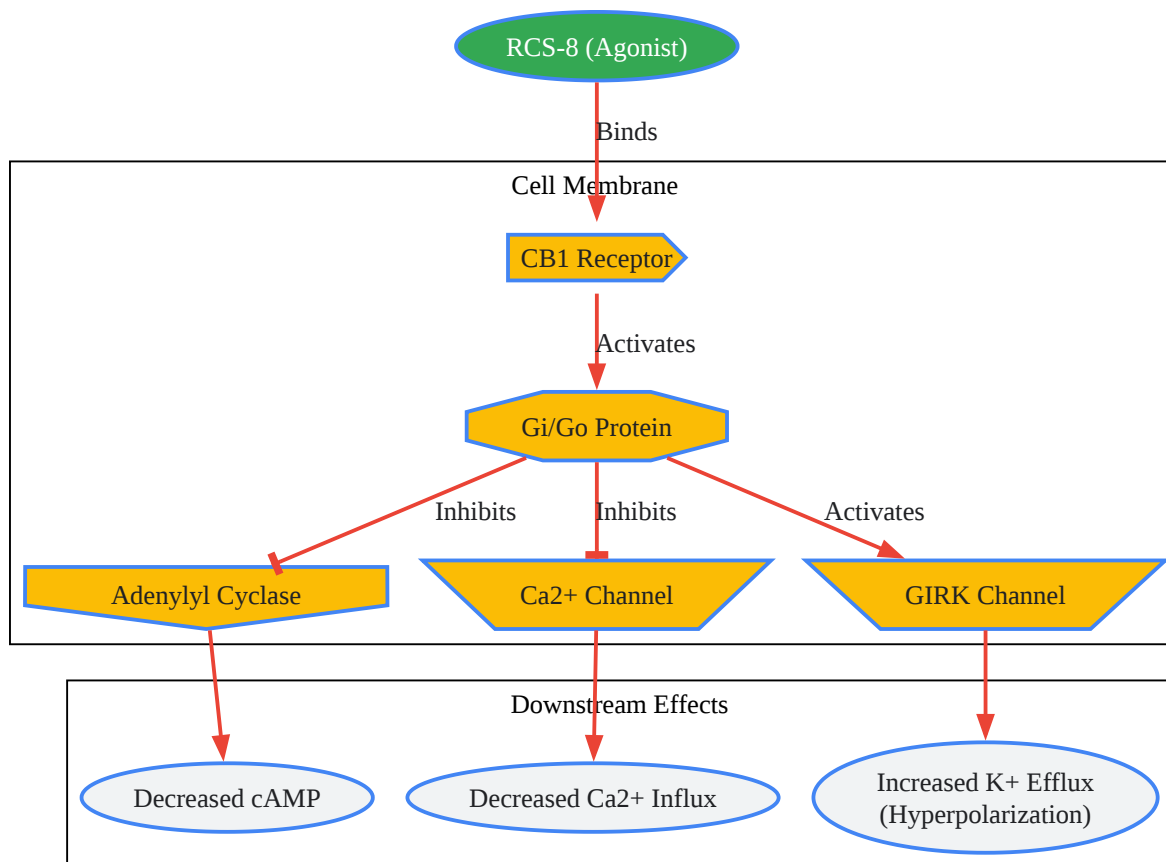 RCS-8 (Agonist)
Binds
Cell Membrane
CB1 Receptor
Activates
Gi/Go Protein
Inhibits
Inhibits
Activates
Adenylyl Cyclase
Ca2+ Channel
GIRK Channel
Downstream Effects
Decreased cAMP
Decreased Ca2+ Influx
Increased K+ Efflux
(Hyperpolarization)